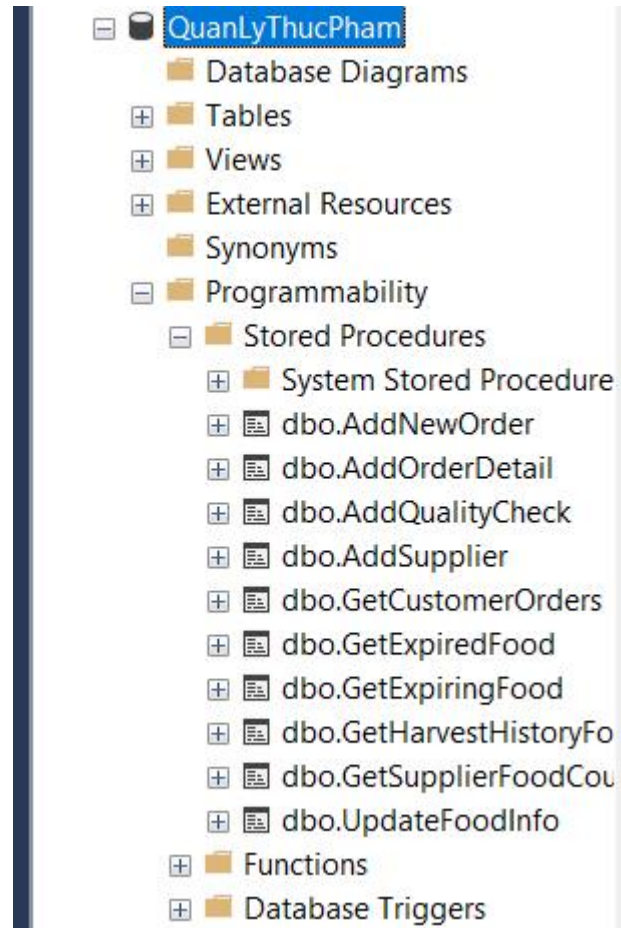 QuanLyThucPham
Database Diagrams
Tables
Views
External Resources
Synonyms
Programmability
Stored Procedures
System Stored Procedure
dbo.AddNewOrder
dbo.AddOrderDetail
dbo.AddQualityCheck
dbo.AddSupplier
dbo.GetCustomerOrders
dbo.GetExpiredFood
dbo.GetExpiringFood
dbo.GetHarvestHistoryFo
dbo.GetSupplierFoodCou
dbo.UpdateFoodInfo
Functions
Database Triggers